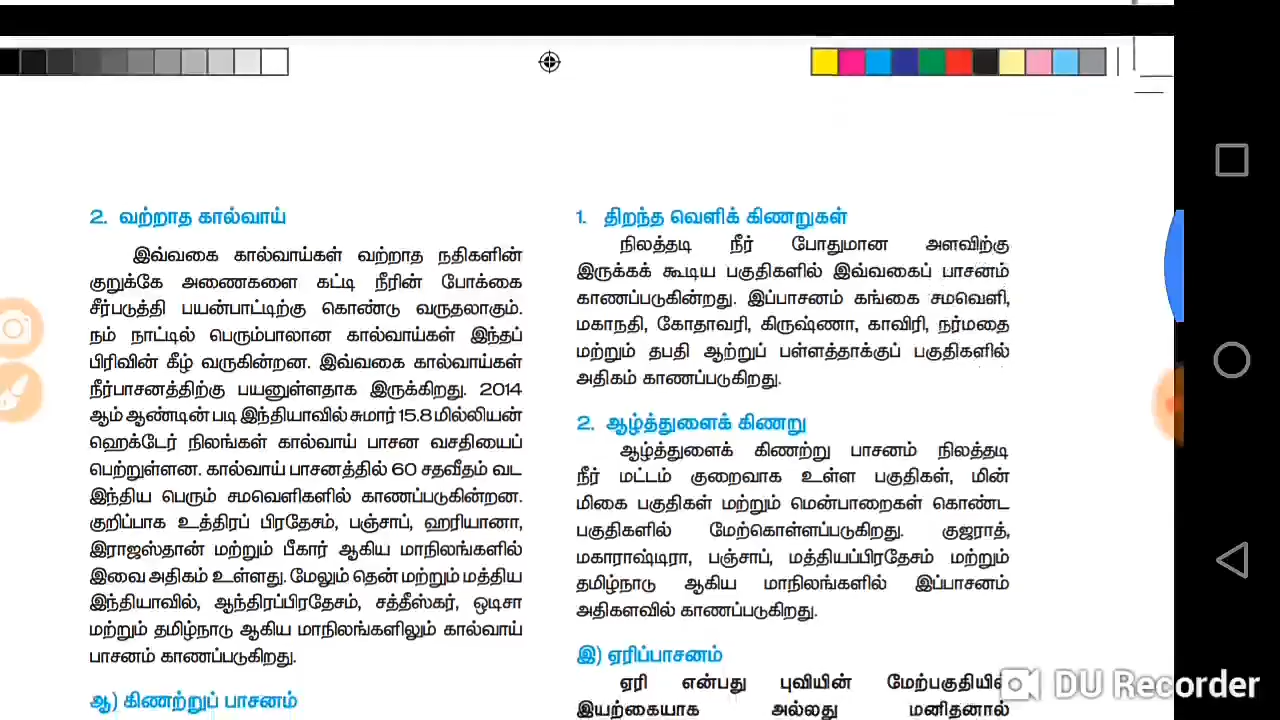 2. வற்றாத கால்வாய்
இவ்வகை கால்வாய்கள் வற்றாத நதிகளின்
குறுக்கே அணைகளை கட்டி நீரின் போக்கை
சீர்படுத்தி பயன்பாட்டிற்கு கொண்டு வருதலாகும்.
நம் நாட்டில் பெரும்பாலான கால்வாய்கள் இந்தப்
பிரிவின் கீழ் வருகின்றன. இவ்வகை கால்வாய்கள்
நீர்பாசனத்திற்கு பயனுள்ளதாக இருக்கிறது. 2014
ஆம் ஆண்டின் படி இந்தியாவில் சுமார் 15.8 மில்லியன்
ஹெக்டேர் நிலங்கள் கால்வாய் பாசன வசதியைப்
பெற்றுள்ளன. கால்வாய் பாசனத்தில் 60 சதவீதம் வட
இந்திய பெரும் சமவெளிகளில் காணப்படுகின்றன.
குறிப்பாக உத்திரப் பிரதேசம், பஞ்சாப், ஹரியானா,
இராஜஸ்தான் மற்றும் பீகார் ஆகிய மாநிலங்களில்
இவை அதிகம் உள்ளது. மேலும் தென் மற்றும் மத்திய
இந்தியாவில், ஆந்திரப்பிரதேசம், சத்தீஸ்கர், ஒடிசா
மற்றும் தமிழ்நாடு ஆகிய மாநிலங்களிலும் கால்வாய்
பாசனம் காணப்படுகிறது.
ஆ) கிணற்றுப் பாசனம்
1. திறந்த வெளிக் கிணறுகள்
நிலத்தடி நீர் போதுமான அளவிற்கு
இருக்கக் கூடிய பகுதிகளில் இவ்வகைப் பாசனம்
காணப்படுகின்றது. இப்பாசனம் கங்கை சமவெளி,
மகாநதி, கோதாவரி, கிருஷ்ணா, காவிரி, நர்மதை
மற்றும் தபதி ஆற்றுப் பள்ளத்தாக்குப் பகுதிகளில்
அதிகம் காணப்படுகிறது.
2. ஆழ்த்துளைக் கிணறு
ஆழ்த்துளைக் கிணற்று பாசனம் நிலத்தடி
நீர் மட்டம் குறைவாக உள்ள பகுதிகள், மின்
மிகை பகுதிகள் மற்றும் மென்பாறைகள் கொண்ட
பகுதிகளில் மேற்கொள்ளப்படுகிறது. குஜராத்,
மகாராஷ்டிரா, பஞ்சாப், மத்தியப்பிரதேசம் மற்றும்
தமிழ்நாடு ஆகிய மாநிலங்களில் இப்பாசனம்
அதிகளவில் காணப்படுகிறது.
இ) ஏரிப்பாசனம்
ஏரி என்பது புவியின் மேற்பகுதியில்
இயற்கையாக அல்லது மனிதனால்
DU Recorder